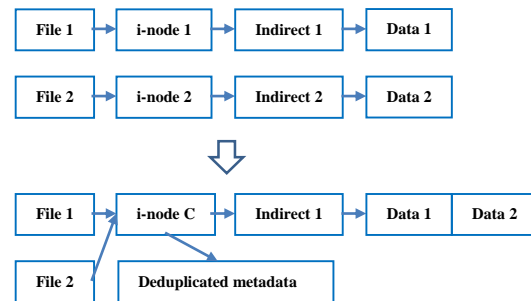 File 1 i-node 1 Indirect 1 Data 1
File 2 i-node 2 Indirect 2 Data 2
File 1 i-node C Indirect 1 Data 1 Data 2
File 2 Deduplicated metadata